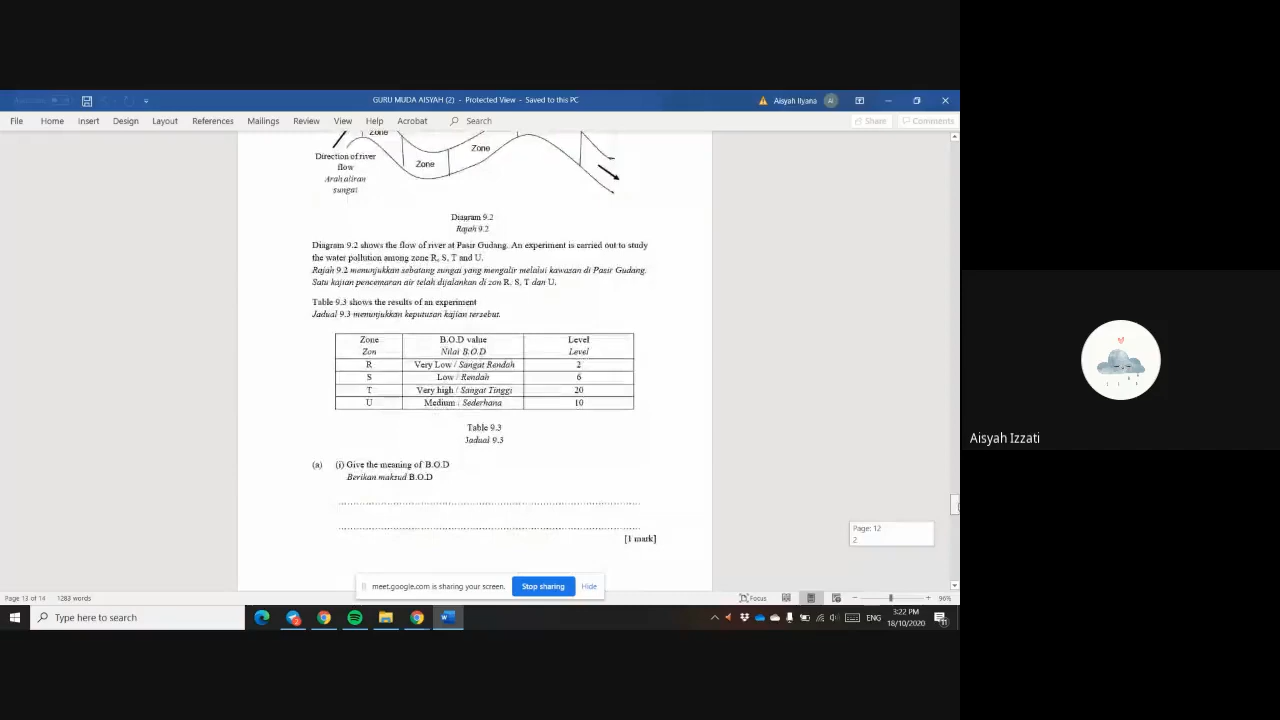 GURU MUDA AISYAH (2) - Protected View - Saved to this PC
Aisyah Ilyana
AI
File Home Insert Design Layout References Mailings Review View Help Acrobat Search
Share Comments
Zone
Zone
Zone
Direction of river
flow
Arah aliran
sungai
Diagram 9.2
Rajah 9.2
Diagram 9.2 shows the flow of river at Pasir Gudang. An experiment is carried out to study
the water pollution among zone R, S, T and U.
Rajah 9.2 menunjukkan sebatang sungai yang mengalir melalui kawasan di Pasir Gudang.
Satu kajian pencemaran air telah dijalankan di zon R, S, T dan U.
Table 9.3 shows the results of an experiment
Jadual 9.3 menunjukkan keputusan kajian tersebut.
Zone B.O.D value Level
Zon Nilai B.O.D Level
R Very Low / Sangat Rendah 2
S Low / Rendah 6
T Very high / Sangat Tinggi 20
U Medium / Sederhana 10
Table 9.3
Jadual 9.3
(a) (i) Give the meaning of B.O.D
Berikan maksud B.O.D
[1 mark]
Page: 12
2
meet.google.com is sharing your screen. Stop sharing Hide
Page 13 of 14 1283 words
Focus
96%
Type here to search
ENG
3:22 PM
18/10/2020
Aisyah Izzati